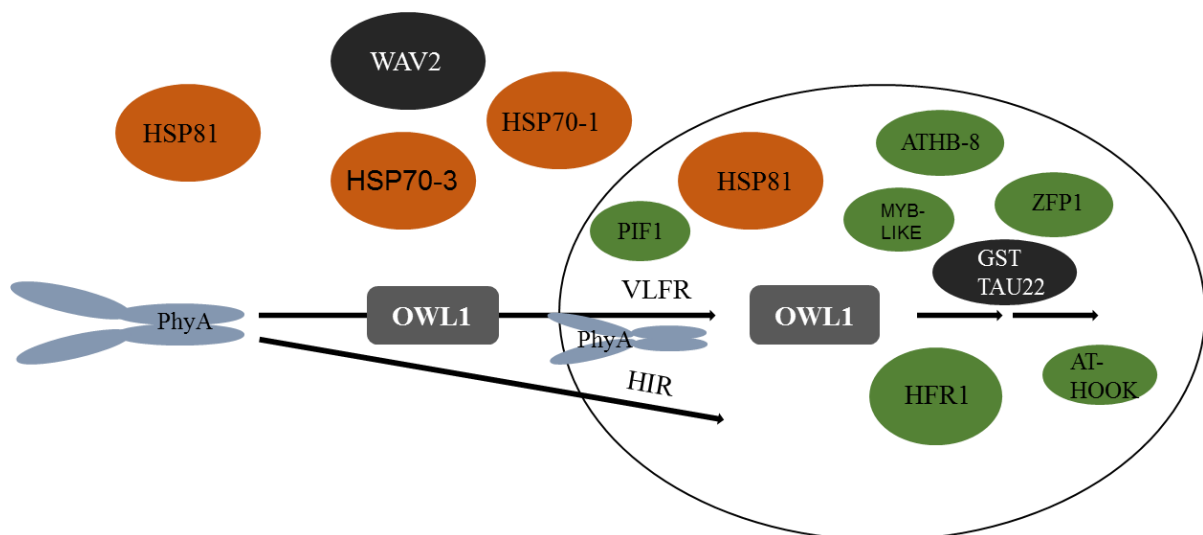 WAV2
HSP81
HSP70-1
HSP70-3
HSP81
ATHB-8
ZFP1
MYB-
LIKE
PIF1
GST
TAU22
VLFR
PhyA
OWL1
OWL1
PhyA
HIR
HFR1
AT-
HOOK